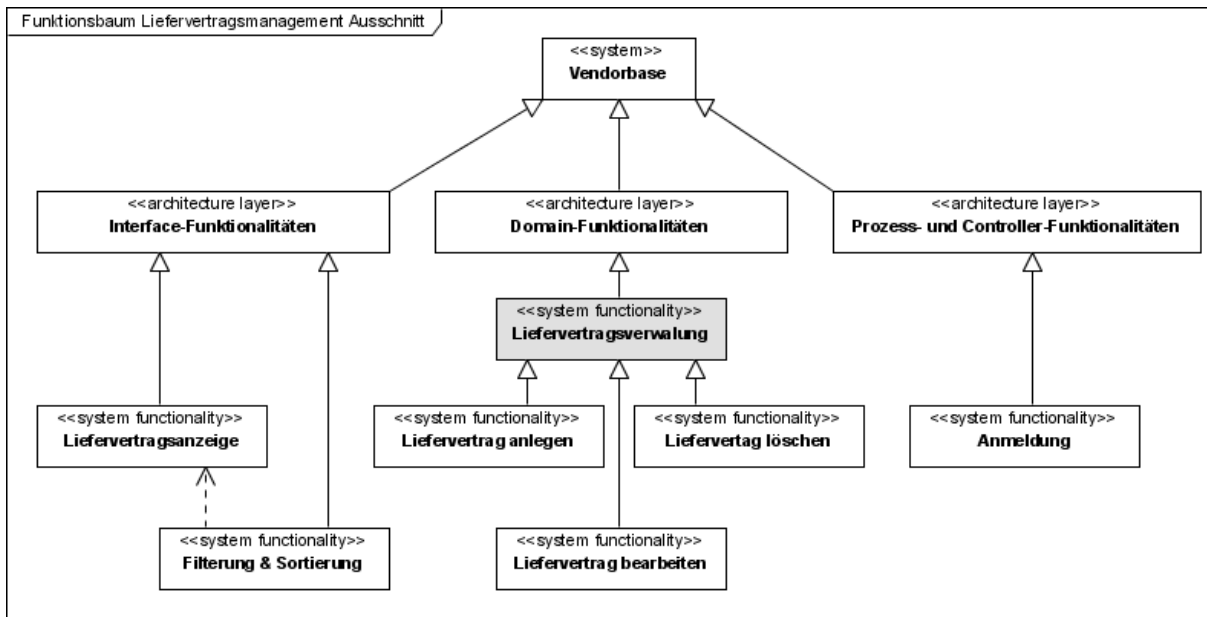 Funktionsbaum Liefervertragsmanagement Ausschnitt
<<system>>
Vendorbase
<<architecture layer>>
Interface-Funktionalitäten
<<architecture layer>>
Domain-Funktionalitäten
<<architecture layer>>
Prozess- und Controller-Funktionalitäten
<<system functionality>>
Liefervertragsverwalung
<<system functionality>>
Liefervertragsanzeige
<<system functionality>>
Liefervertrag anlegen
<<system functionality>>
Liefervertag löschen
<<system functionality>>
Anmeldung
<<system functionality>>
Filterung & Sortierung
<<system functionality>>
Liefervertrag bearbeiten